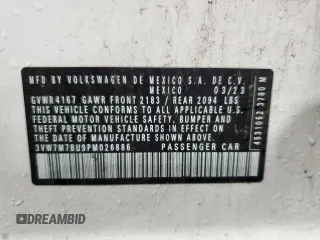 MFD BY VOLKSWAGEN DE MEXICO S.A. DE C.V.
MEXICO 03/23
GVWR 4167 GAWR FRONT 2183 / REAR 2094 LBS
THIS VEHICLE CONFORMS TO ALL APPLICABLE
FEDERAL MOTOR VEHICLE SAFETY, BUMPER AND
THEFT PREVENTION STANDARDS IN EFFECT ON
THE DATE OF MANUFACTURE SHOWN ABOVE.
3VW7M7BU9PM026886 PASSENGER CAR
4531052 3780 M
DREAMBID